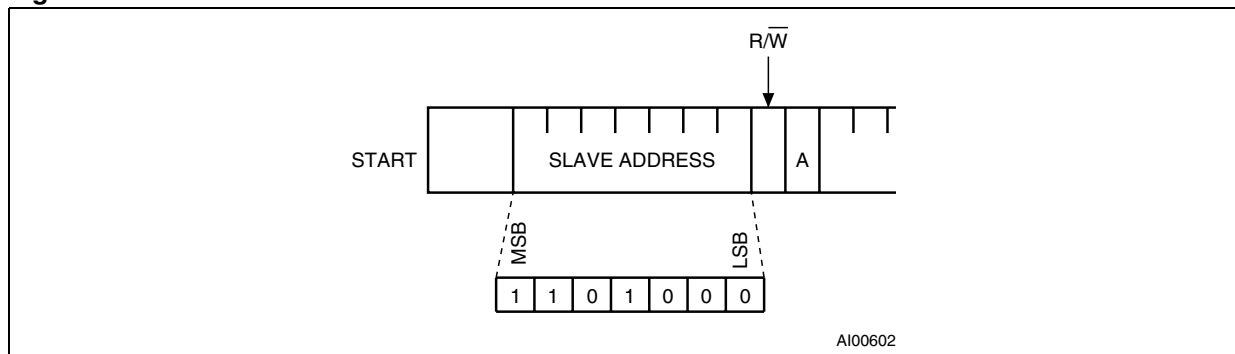 R/W̅
START
SLAVE ADDRESS
A
MSB
LSB
1 1 0 1 0 0 0
AI00602